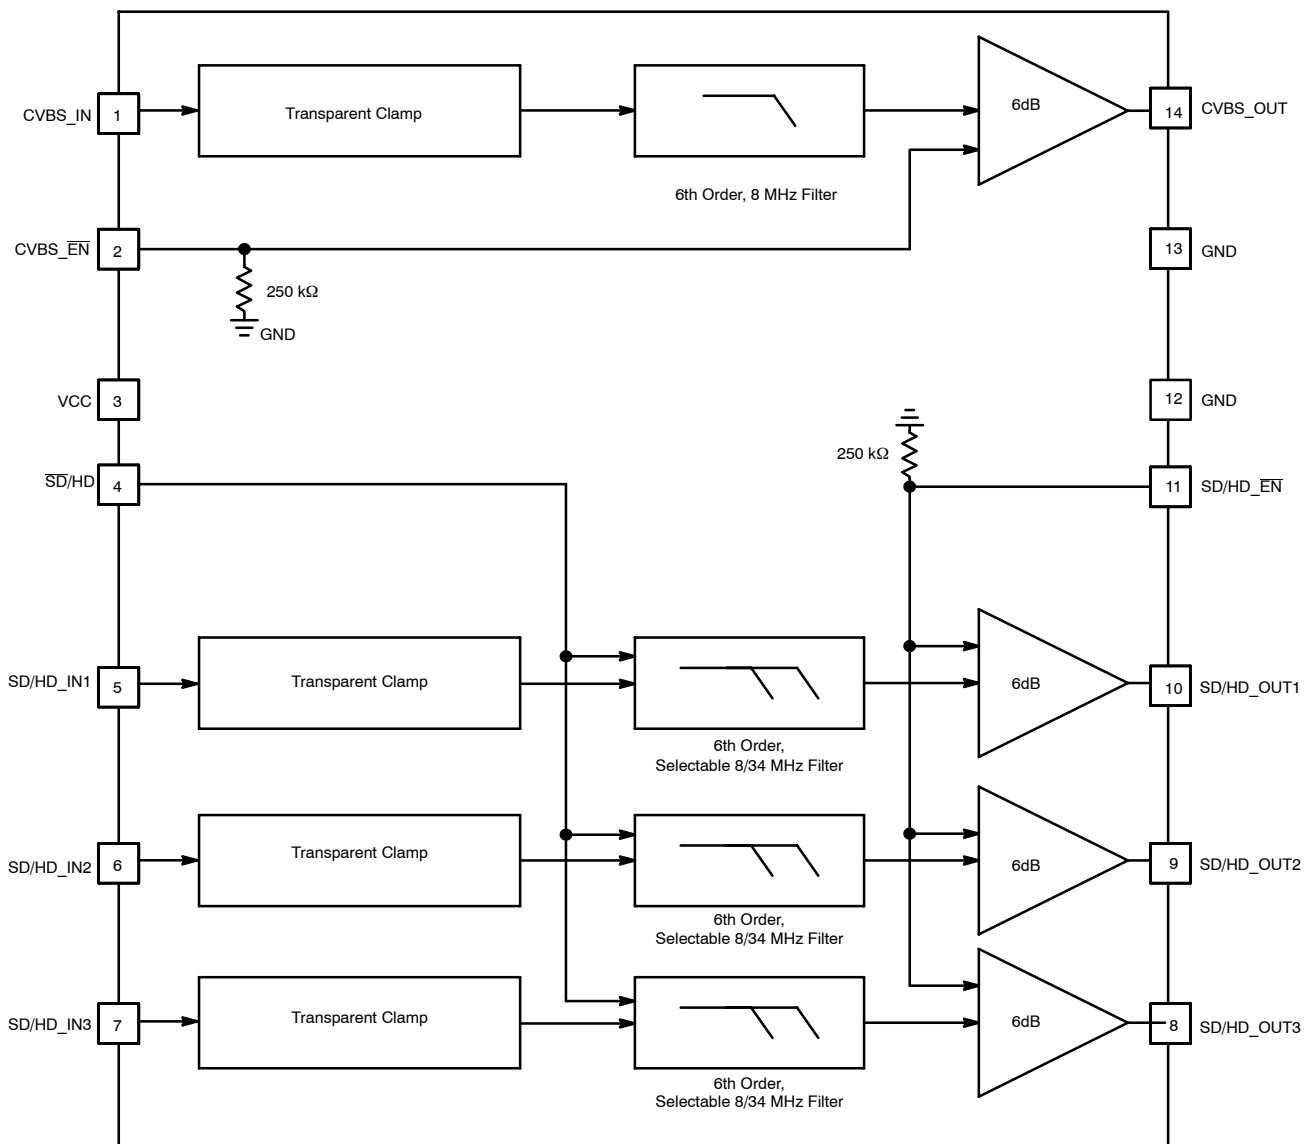 CVBS_IN
1
Transparent Clamp
6dB
14
CVBS_OUT
6th Order, 8 MHz Filter
CVBS_E̅N̅
2
13
GND
250 kΩ
GND
VCC
3
12
GND
250 kΩ
S̅D̅/HD
4
11
SD/HD_E̅N̅
SD/HD_IN1
5
Transparent Clamp
6dB
10
SD/HD_OUT1
6th Order,
Selectable 8/34 MHz Filter
SD/HD_IN2
6
Transparent Clamp
6dB
9
SD/HD_OUT2
6th Order,
Selectable 8/34 MHz Filter
SD/HD_IN3
7
Transparent Clamp
6dB
8
SD/HD_OUT3
6th Order,
Selectable 8/34 MHz Filter